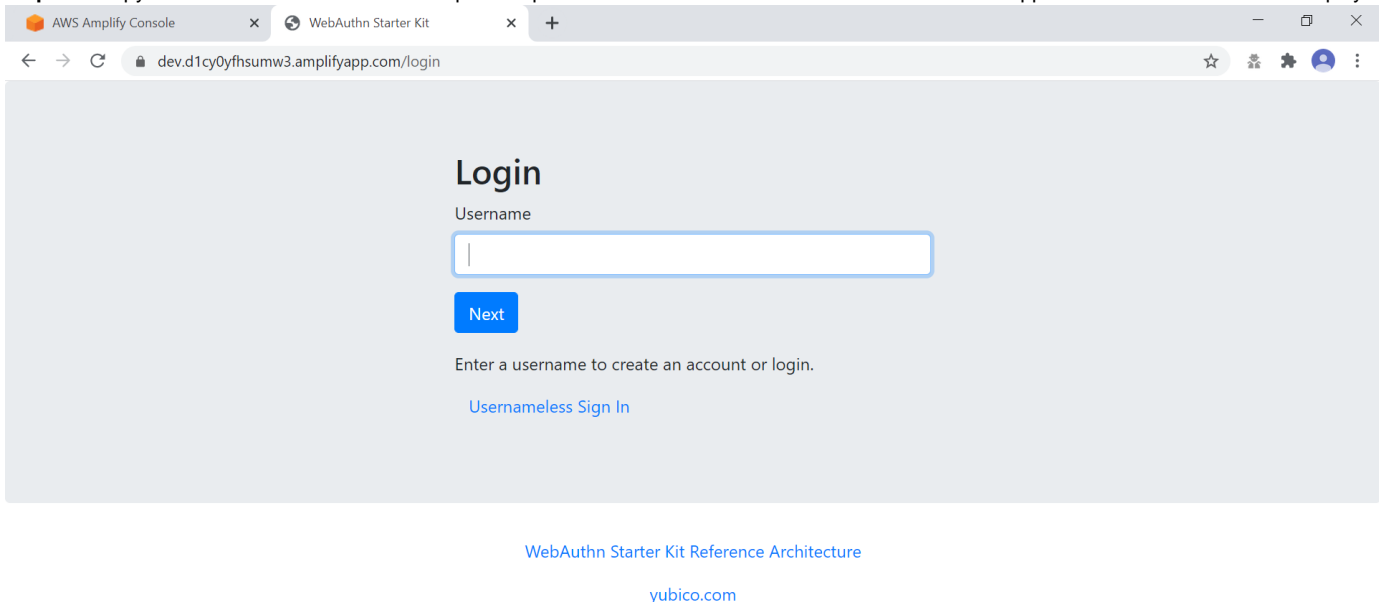 AWS Amplify Console
WebAuthn Starter Kit
dev.d1cy0yfhsumw3.amplifyapp.com/login
Login
Username
Next
Enter a username to create an account or login.
Usernameless Sign In
WebAuthn Starter Kit Reference Architecture
yubico.com